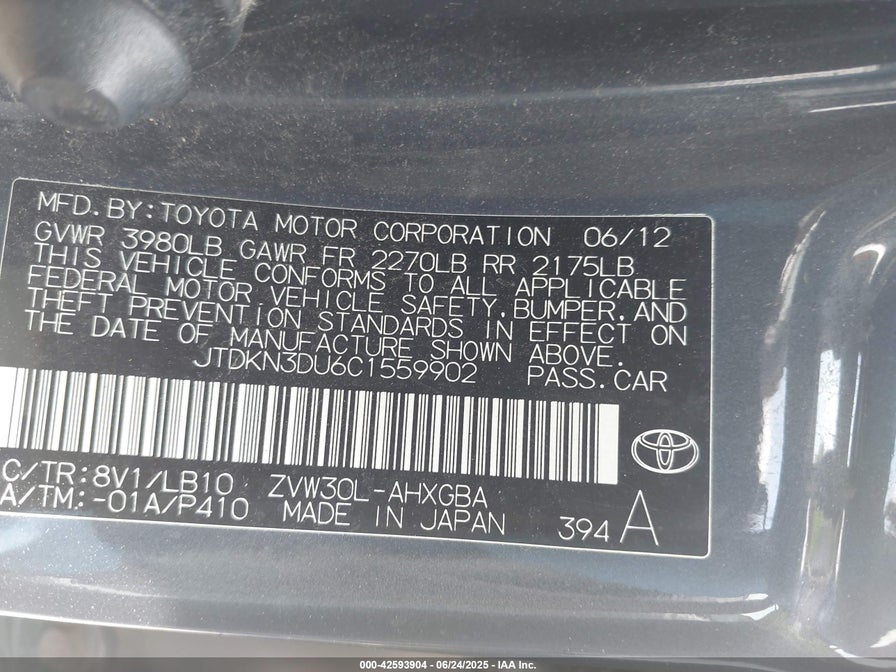 MFD.BY:TOYOTA MOTOR CORPORATION 06/12
GVWR 3980LB GAWR FR 2270LB RR 2175LB
THIS VEHICLE CONFORMS TO ALL APPLICABLE
FEDERAL MOTOR VEHICLE SAFETY,BUMPER,AND
THEFT PREVENTION STANDARDS IN EFFECT ON
THE DATE OF MANUFACTURE SHOWN ABOVE.
JTDKN3DU6C1559902 PASS.CAR
C/TR:8V1/LB10 ZVW30L-AHXGBA
A/TM:-01A/P410 MADE IN JAPAN 394 A
000-42593904 - 06/24/2025 - IAA Inc.